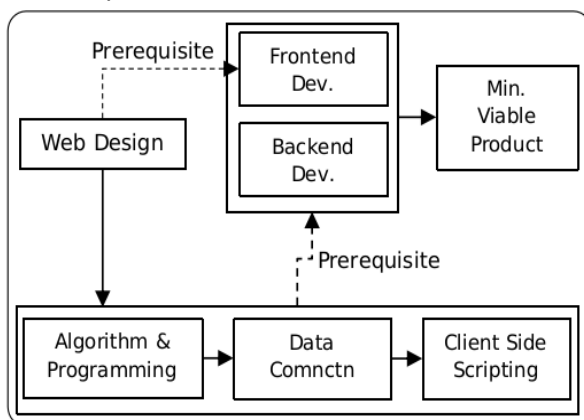 Prerequisite
Frontend
Dev.
Min.
Viable
Product
Web Design
Backend
Dev.
Prerequisite
Algorithm &
Programming
Data
Comnctn
Client Side
Scripting